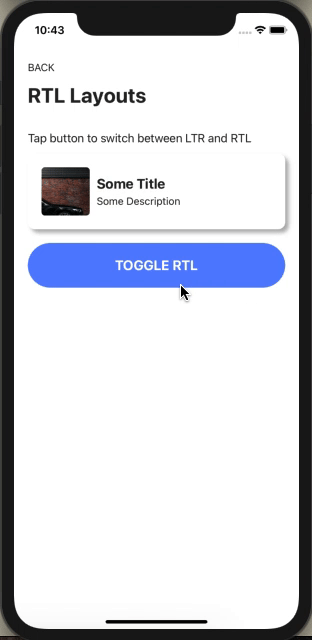 10:43
BACK
RTL Layouts
Tap button to switch between LTR and RTL
Some Title
Some Description
TOGGLE RTL